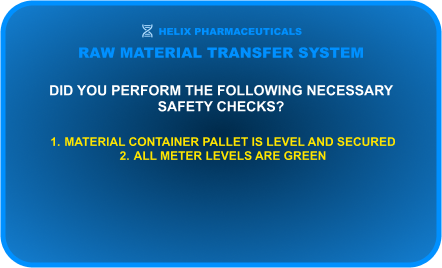 HELIX PHARMACEUTICALS
RAW MATERIAL TRANSFER SYSTEM
DID YOU PERFORM THE FOLLOWING NECESSARY
SAFETY CHECKS?
1. MATERIAL CONTAINER PALLET IS LEVEL AND SECURED
2. ALL METER LEVELS ARE GREEN